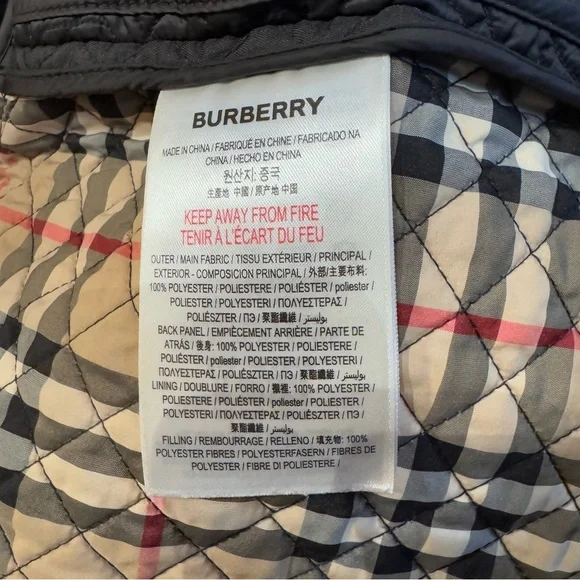 BURBERRY
MADE IN CHINA / FABRIQUÉ EN CHINE / FABRICADO NA
CHINA / HECHO EN CHINA
원산지: 중국
生產地 中國 / 原产地 中国
KEEP AWAY FROM FIRE
TENIR À L'ÉCART DU FEU
OUTER / MAIN FABRIC / TISSU EXTÉRIEUR / PRINCIPAL /
EXTERIOR - COMPOSICION PRINCIPAL / 外部/主要布料:
100% POLYESTER / POLYESTERE / POLIÉSTER / poliester /
POLIESTER / POLYESTERI / ΠΟΛΥΕΣΤΕΡΑΣ /
POLIÉSZTER / ПЭ / 聚酯纖維 / بوليستر /
BACK PANEL / EMPIÈCEMENT ARRIÈRE / PARTE DE
ATRÁS / 後身: 100% POLYESTER / POLYESTERE /
POLIÉSTER / poliester / POLIESTER / POLYESTERI /
ΠΟΛΥΕΣΤΕΡΑΣ / POLIÉSZTER / ПЭ / 聚酯纖維 / بوليستر /
LINING / DOUBLURE / FORRO / 襯裡: 100% POLYESTER /
POLYESTERE / POLIÉSTER / poliester / POLIESTER /
POLYESTERI / ΠΟΛΥΕΣΤΕΡΑΣ / POLIÉSZTER / ПЭ /
聚酯纖維 / بوليستر /
FILLING / REMBOURRAGE / RELLENO / 填充物: 100%
POLYESTER FIBRES / POLYESTERFASERN / FIBRES DE
POLYESTER / FIBRE DI POLIESTERE /